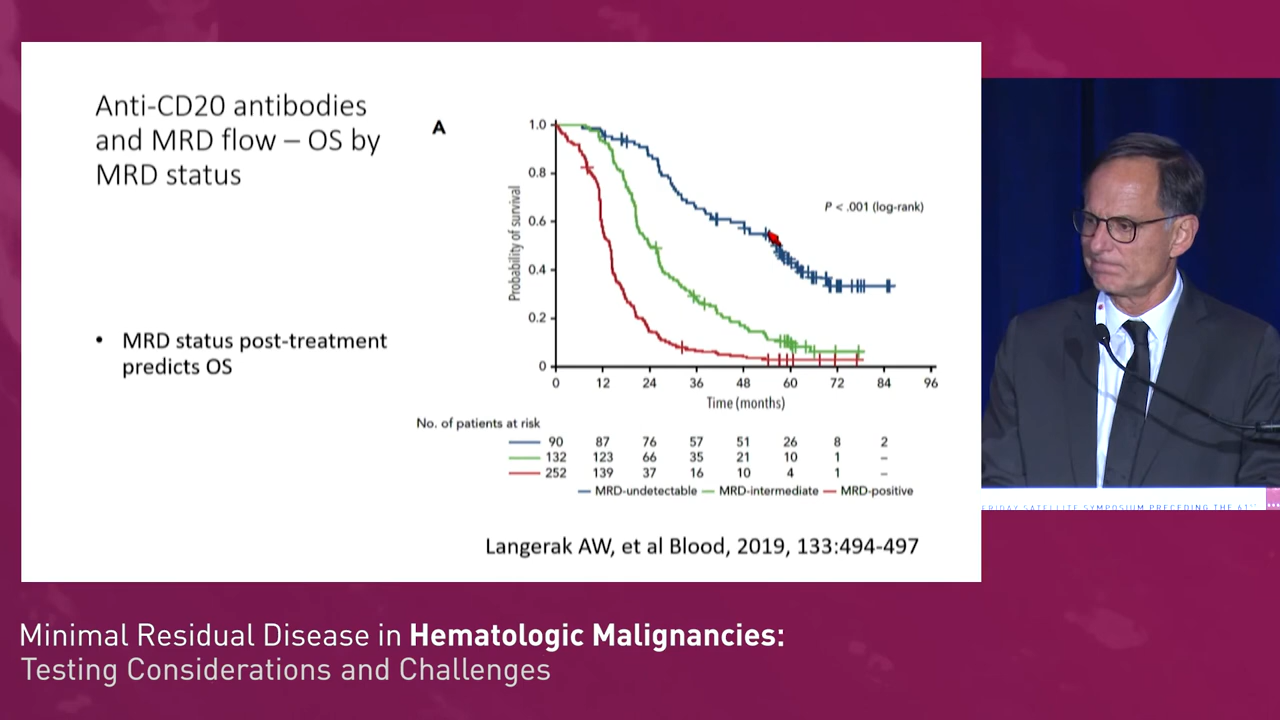 Anti-CD20 antibodies
and MRD flow – OS by
MRD status
• MRD status post-treatment
predicts OS
A
1.0
0.8
0.6
0.4
0.2
0
Probability of survival
P < .001 (log-rank)
0 12 24 36 48 60 72 84 96
Time (months)
No. of patients at risk
90 87 76 57 51 26 8 2
132 123 66 35 21 10 1 –
252 139 37 16 10 4 1 –
MRD-undetectable MRD-intermediate MRD-positive
Langerak AW, et al Blood, 2019, 133:494-497
SATELLITE SYMPOSIUM PRECEDING THE
Minimal Residual Disease in Hematologic Malignancies:
Testing Considerations and Challenges